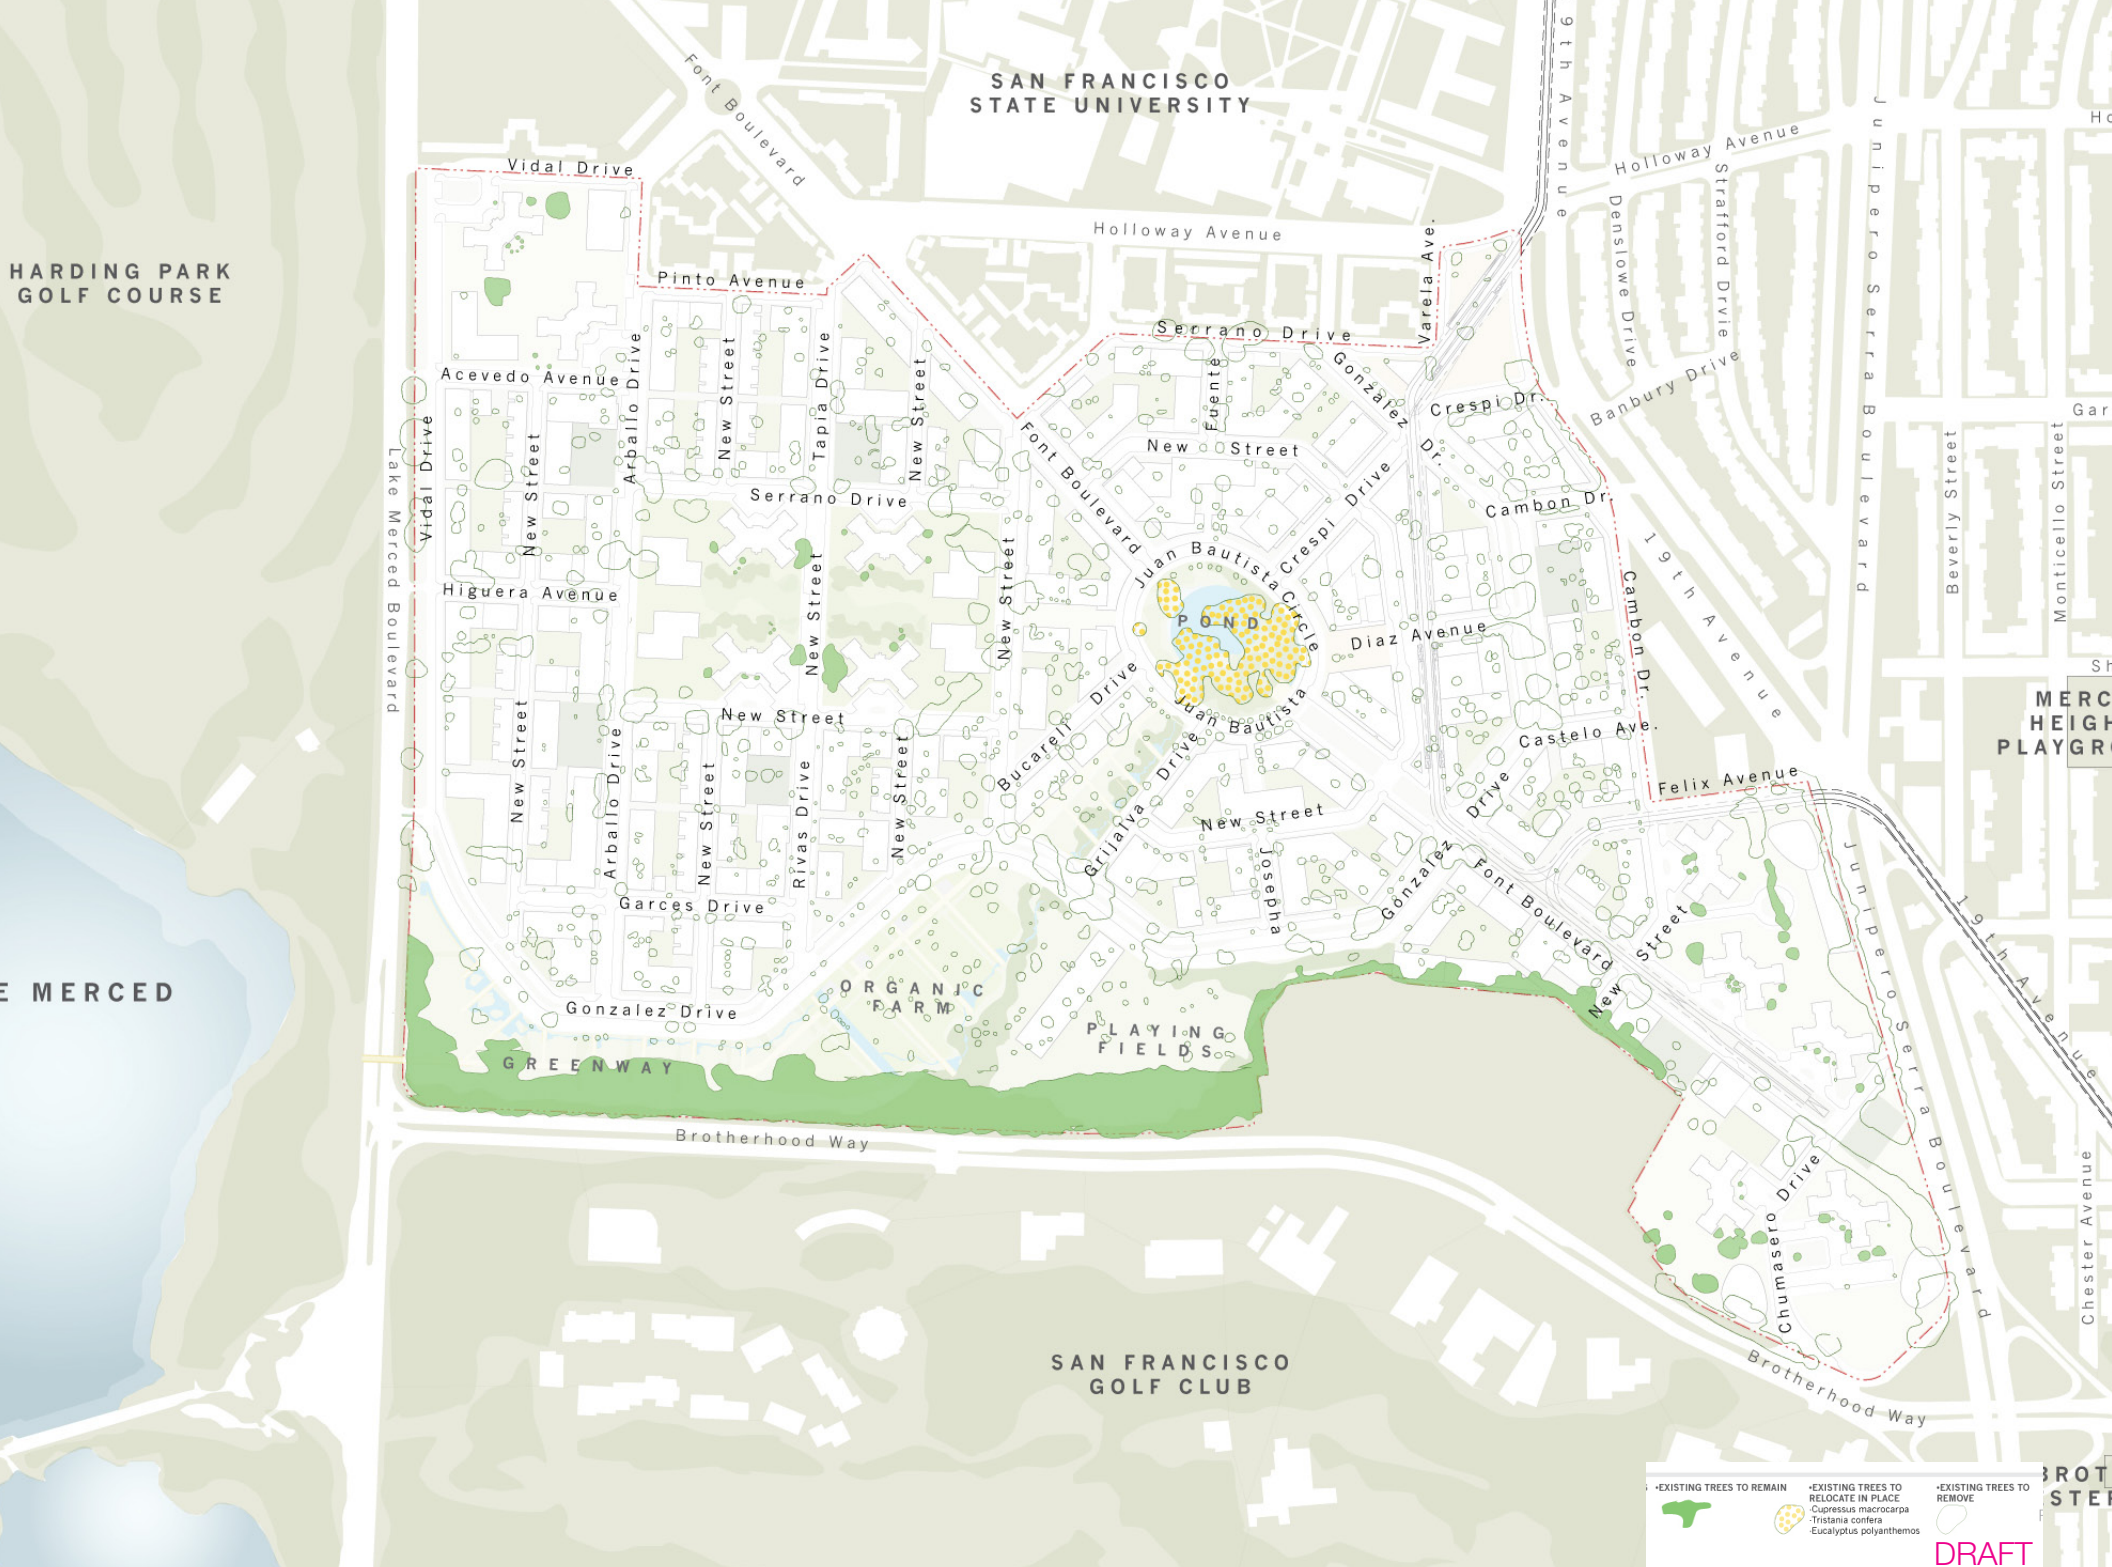 SAN FRANCISCO
STATE UNIVERSITY
Font Boulevard
9th Avenue
Junipero Serra Boulevard
Holloway Avenue
Strafford Drvie
Denslowe Drive
Banbury Drive
Vidal Drive
HARDING PARK
GOLF COURSE
Holloway Avenue
Varela Ave.
Pinto Avenue
Serrano Drive
Gonzalez Dr.
Fuente
Crespi Dr.
Acevedo Avenue
Arballo Drive
New Street
Tapia Drive
New Street
New Street
Vidal Drive
Lake Merced Boulevard
New Street
Font Boulevard
New Street
Crespi Drive
Cambon Dr.
Serrano Drive
Beverly Street
Monticello Street
19th Avenue
Juan Bautista Circle
Higuera Avenue
New Street
New Street
POND
Diaz Avenue
Cambon Dr.
Juan Bautista
New Street
Bucareli Drive
Castelo Ave.
New Street
Arballo Drive
New Street
Rivas Drive
New Street
Grijalva Drive
New Street
Josepha
Gonzalez Drive
Felix Avenue
Font Boulevard
New Street
Garces Drive
Junipero Serra Boulevard
19th Avenue
E MERCED
ORGANIC
FARM
Gonzalez Drive
PLAYING
FIELDS
GREENWAY
Brotherhood Way
Chumasero Drive
Chester Avenue
SAN FRANCISCO
GOLF CLUB
Brotherhood Way
MERC
HEIGH
PLAYGR
Gar
Sh
Ho
BROT
STER
•EXISTING TREES TO REMAIN
•EXISTING TREES TO
RELOCATE IN PLACE
·Cupressus macrocarpa
·Tristania confera
·Eucalyptus polyanthemos
•EXISTING TREES TO
REMOVE
DRAFT